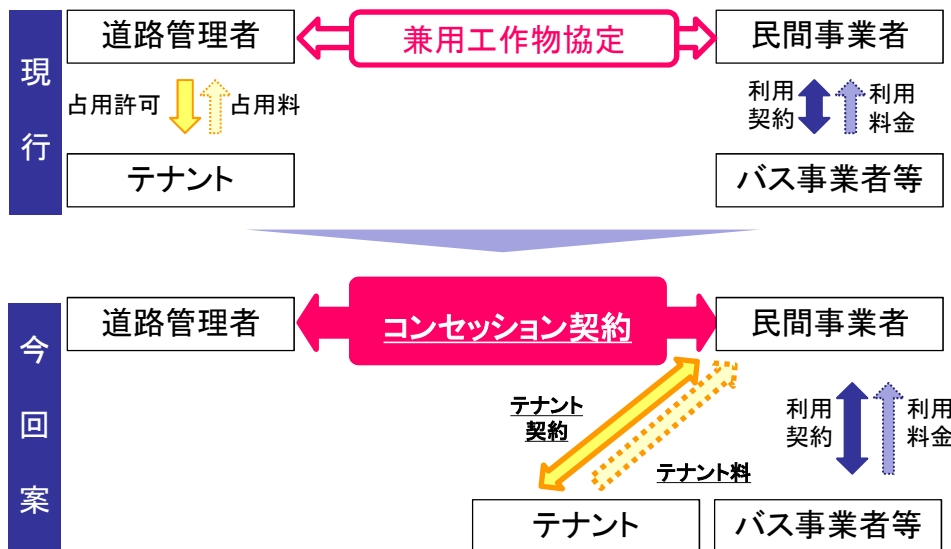 現行
道路管理者
兼用工作物協定
民間事業者
占用許可
占用料
利用
契約
利用
料金
テナント
バス事業者等
今回案
道路管理者
コンセッション契約
民間事業者
テナント
契約
テナント料
利用
契約
利用
料金
テナント
バス事業者等